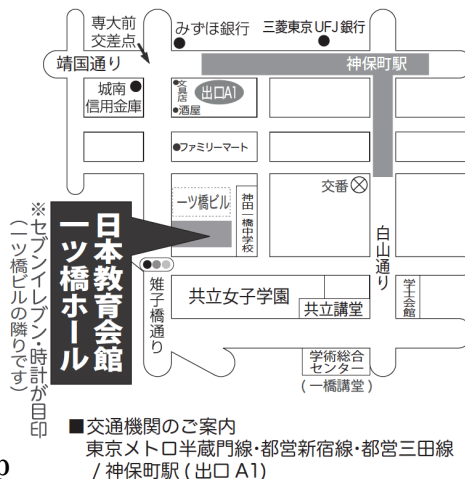 専大前
交差点
みずほ銀行
三菱東京UFJ銀行
靖国通り
神保町駅
城南
信用金庫
文具店
出口A1
酒屋
ファミリーマート
一ツ橋ビル
神田一橋中学校
交番
白山通り
日本教育会館
一ツ橋ホール
※セブンイレブン・時計が目印
(一ツ橋ビルの隣りです)
雉子橋通り
共立女子学園
共立講堂
学士会館
学術総合
センター
(一橋講堂)
■交通機関のご案内
東京メトロ半蔵門線・都営新宿線・都営三田線
/ 神保町駅 ( 出口 A1)
p